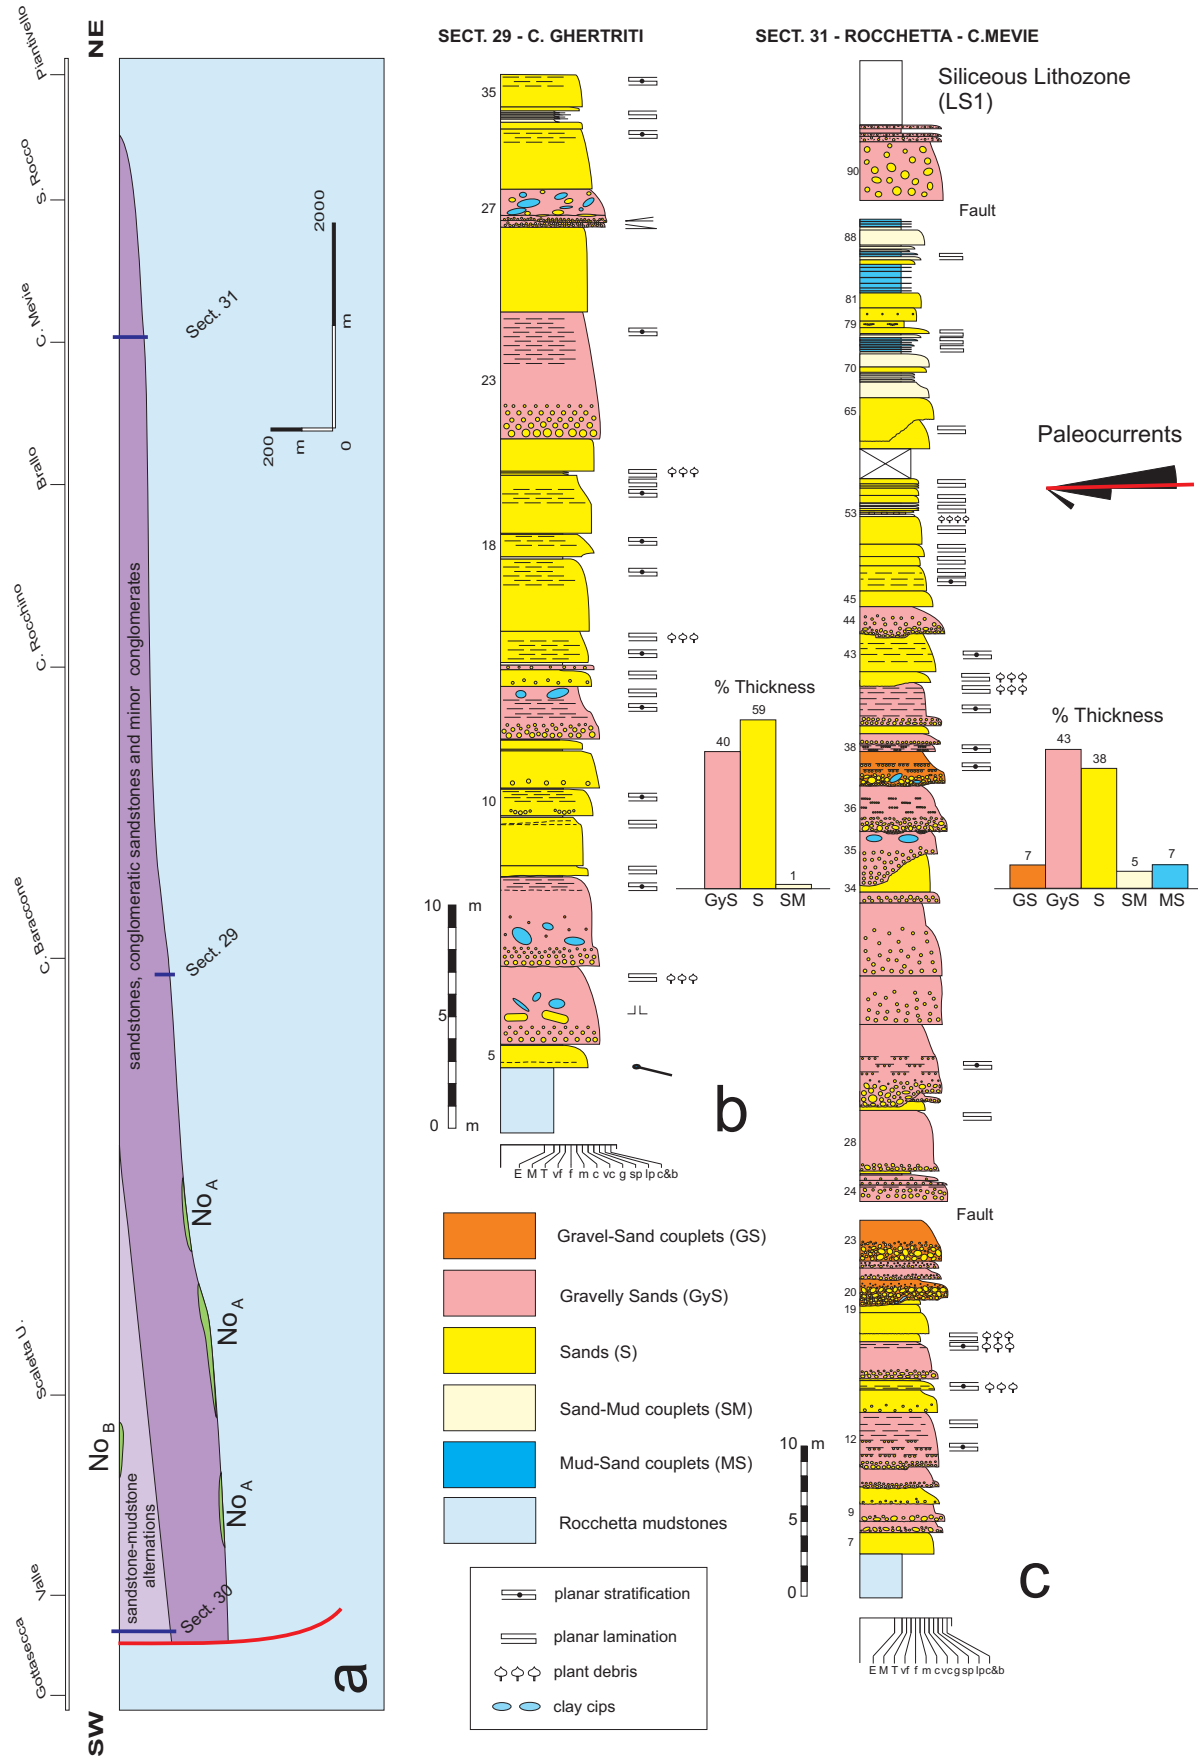 NE
Piantivello
S. Rocco
C. Mevie
Brallo
C. Rocchino
C. Baraccone
Scaletta U.
Valle
Gottasecca
SW
Sect. 31
2000
m
0
200
m
sandstones, conglomeratic sandstones and minor conglomerates
Sect. 29
No A
No A
No A
No B
sandstone-mudstone
alternations
Sect. 30
a
SECT. 29 - C. GHERTRITI
35
27
23
18
10
5
10 m
5
0 m
b
E M T vf f m c vc g sp lp c&b
% Thickness
40
59
1
GyS S SM
Gravel-Sand couplets (GS)
Gravelly Sands (GyS)
Sands (S)
Sand-Mud couplets (SM)
Mud-Sand couplets (MS)
Rocchetta mudstones
planar stratification
planar lamination
plant debris
clay cips
SECT. 31 - ROCCHETTA - C.MEVIE
Siliceous Lithozone
(LS1)
90
Fault
88
81
79
70
65
53
45
44
43
38
36
35
34
28
24
Fault
23
20
19
12
9
7
10 m
5
0
c
E M T vf f m c vc g sp lp c&b
Paleocurrents
% Thickness
7
43
38
5
7
GS GyS S SM MS